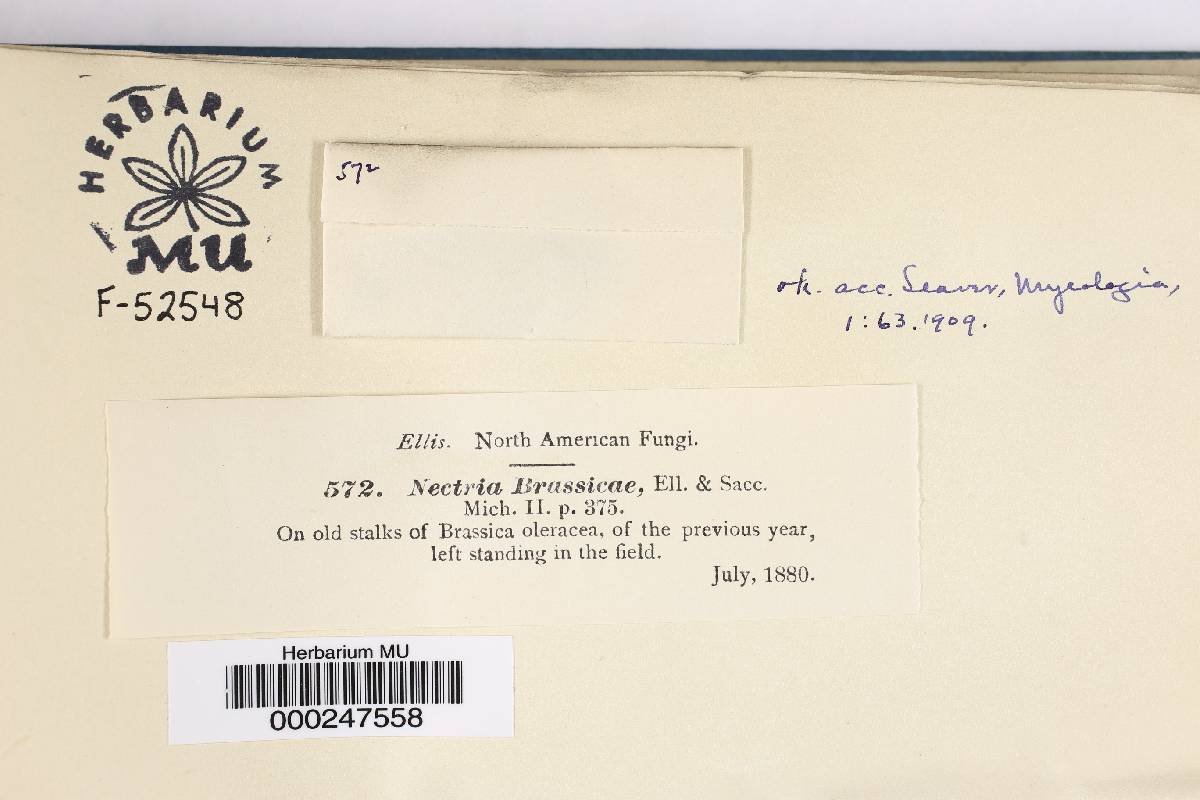 HERBARIUM
MU
F-52548
572
ok. acc. Seaver, Mycologia,
1:63.1909.
Ellis. North American Fungi.
572. Nectria Brassicae, Ell. & Sacc.
Mich. II. p. 375.
On old stalks of Brassica oleracea, of the previous year,
left standing in the field.
July, 1880.
Herbarium MU
000247558